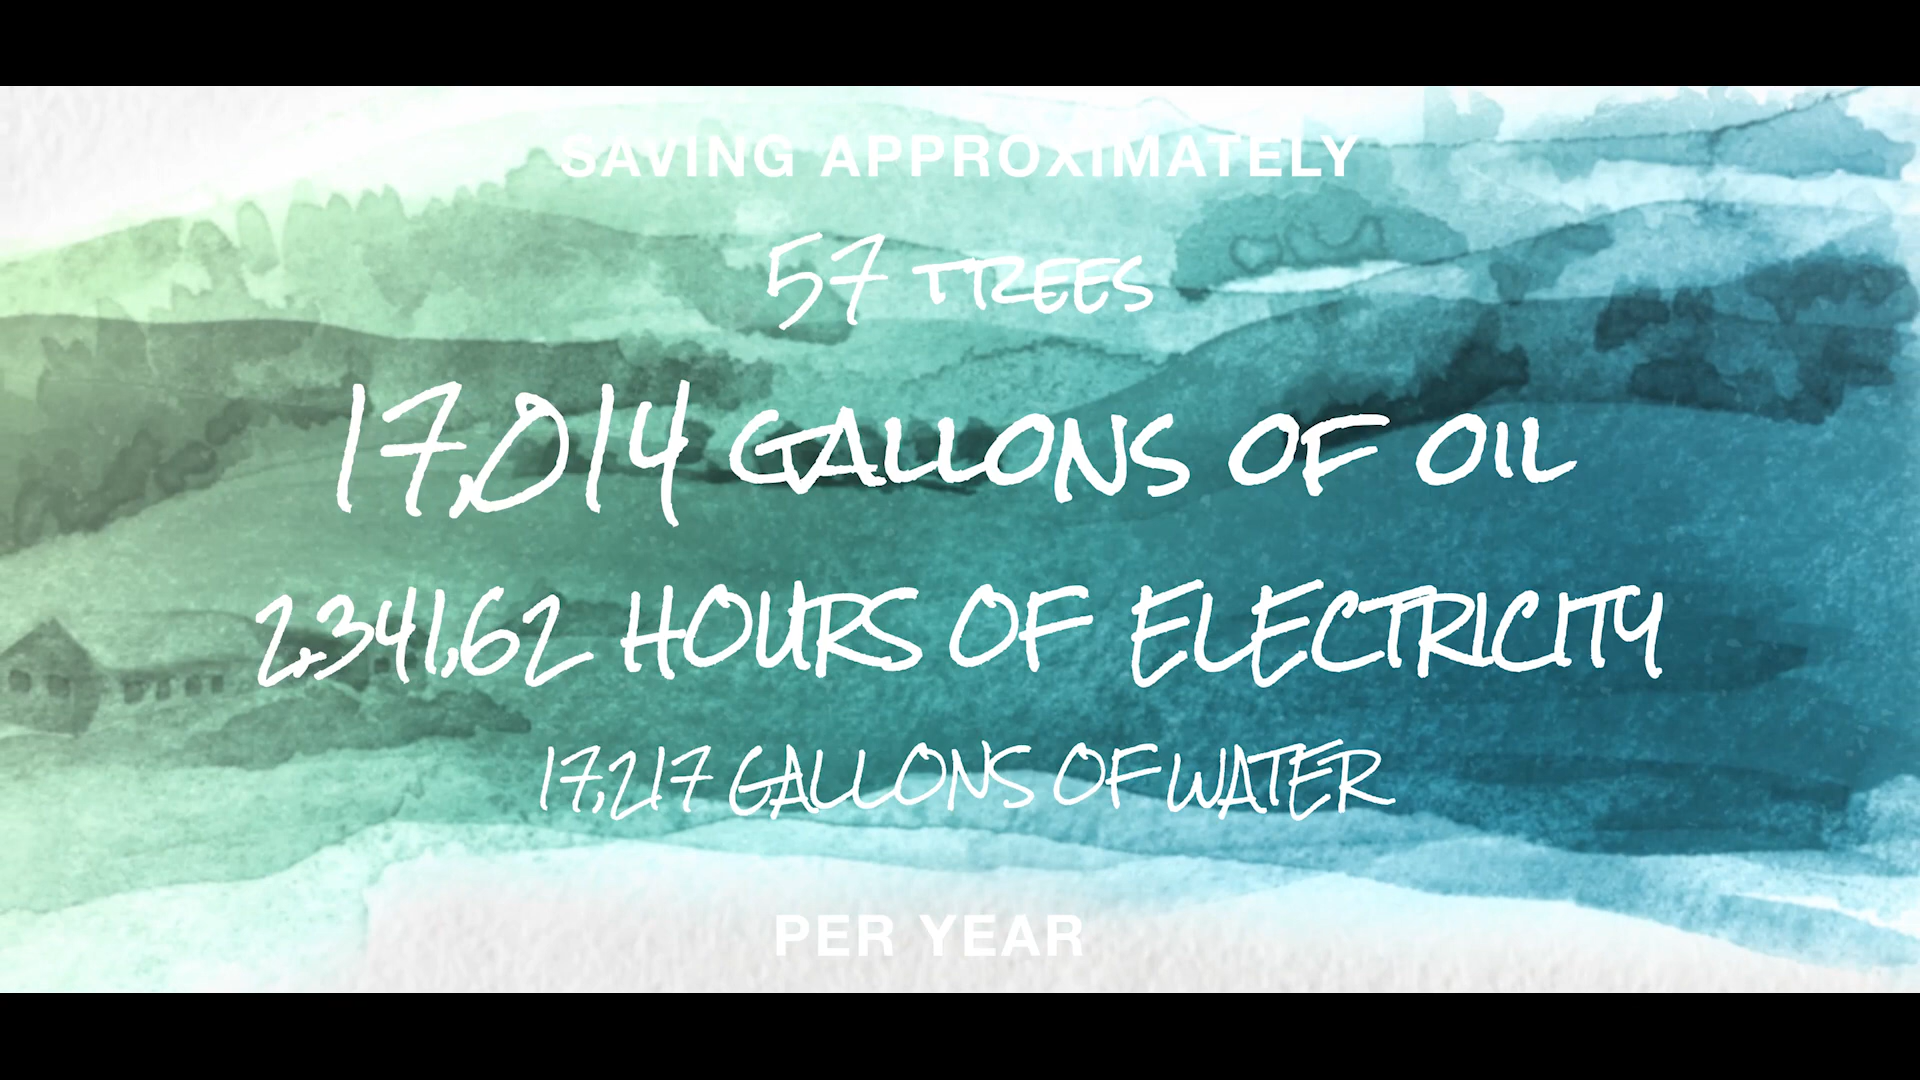 SAVING APPROXIMATELY
57 TREES
17,014 GALLONS OF OIL
2,341,62 HOURS OF ELECTRICITY
17,217 GALLONS OF WATER
PER YEAR